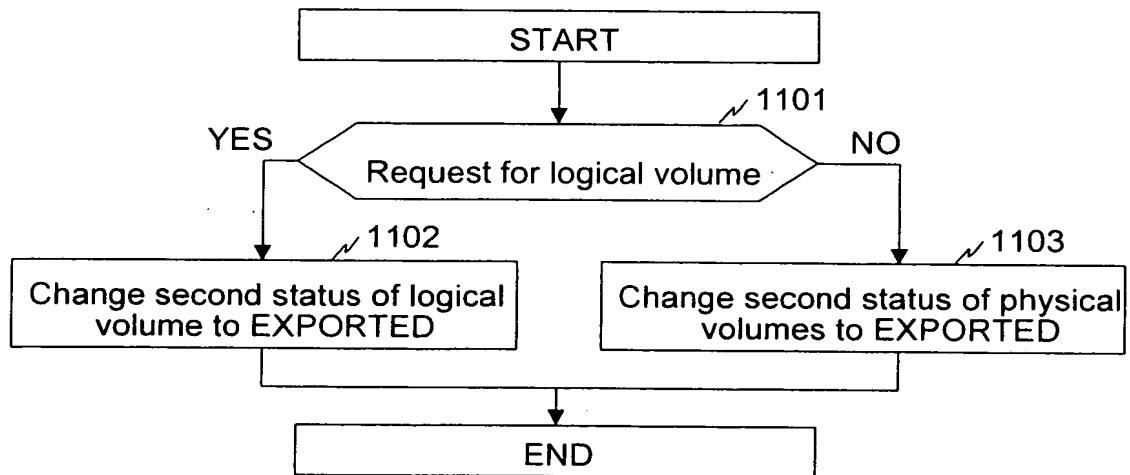 START
1101
YES
NO
Request for logical volume
1102
1103
Change second status of logical
volume to EXPORTED
Change second status of physical
volumes to EXPORTED
END